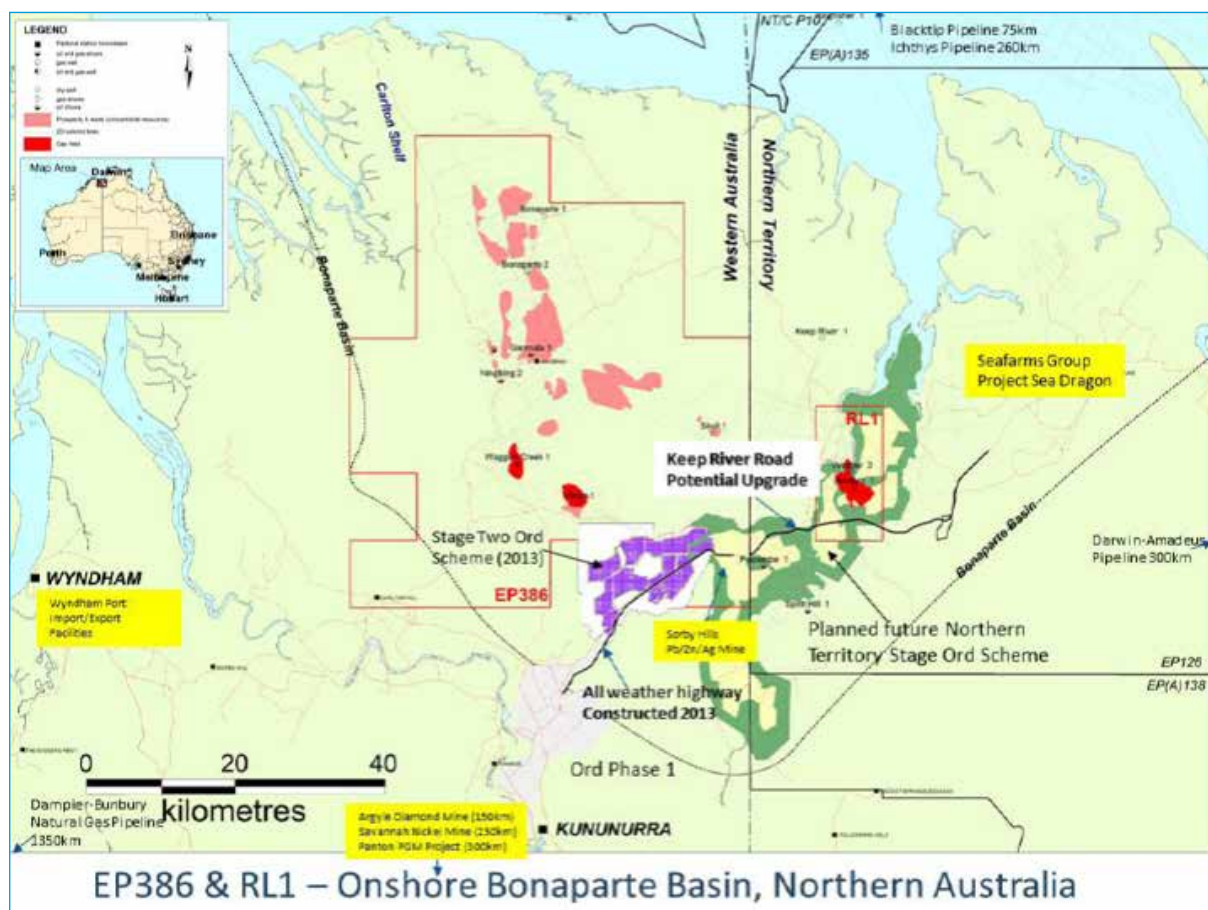 LEGEND
N
Gas field
Map Area
Darwin
Brisbane
Perth
Sydney
Melbourne
Hobart
Carlton Shelf
Bonaparte Basin
NT/C P10
Blacktip Pipeline 75km
Ichthys Pipeline 260km
EP(A)135
Western Australia
Northern Territory
Bonaparte 1
Bonaparte 2
Ningbing 2
Keep River 1
Seafarms Group
Project Sea Dragon
RL1
Keep River Road
Potential Upgrade
Stage Two Ord
Scheme (2013)
EP386
WYNDHAM
Wyndham Port
Import/Export
Facilities
Sorby Hills
Pb/Zn/Ag Mine
Bonaparte Basin
Darwin-Amadeus
Pipeline 300km
Planned future Northern
Territory Stage Ord Scheme
EP126
EP(A)138
All weather highway
Constructed 2013
Ord Phase 1
0 20 40
kilometres
Dampier-Bunbury
Natural Gas Pipeline
1350km
Argyle Diamond Mine (150km)
Savannah Nickel Mine (230km)
Panton PGM Project (300km)
KUNUNURRA
EP386 & RL1 – Onshore Bonaparte Basin, Northern Australia